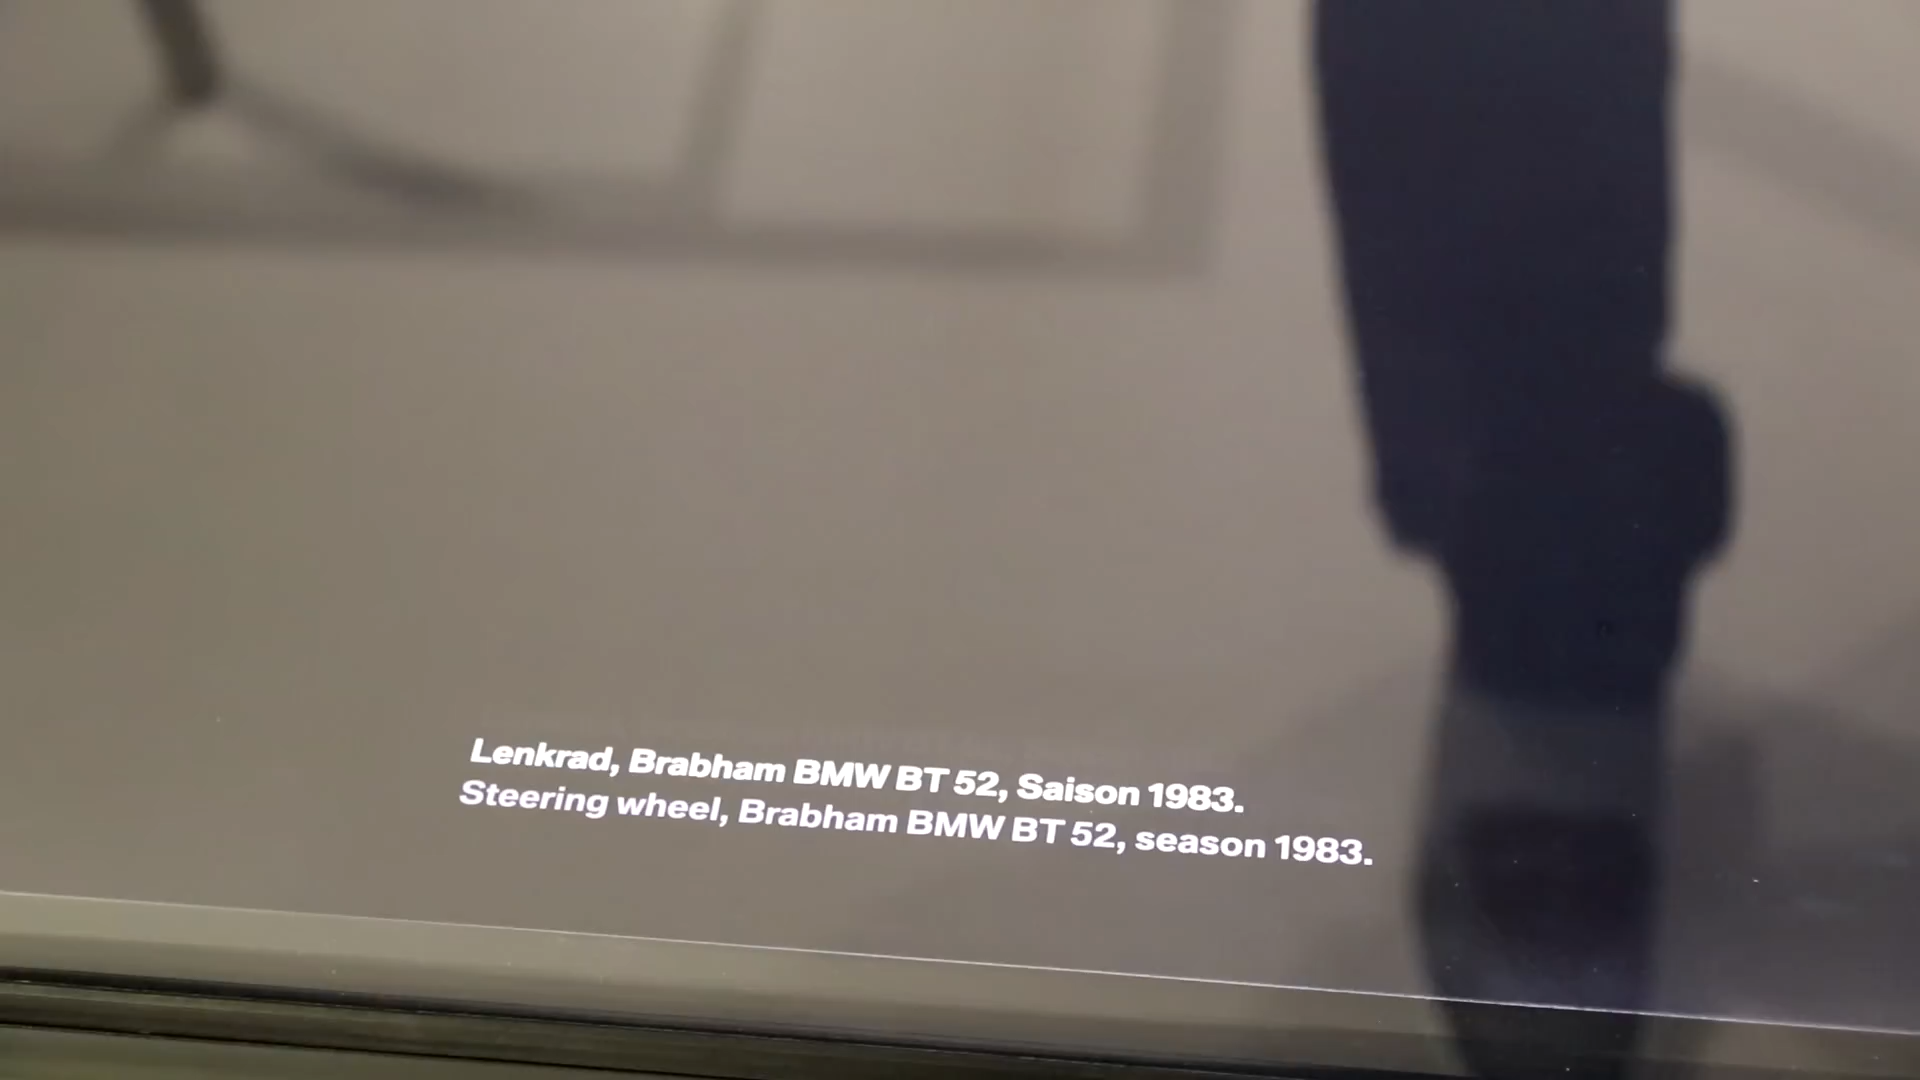 Lenkrad, Brabham BMW BT 52, Saison 1983.
Steering wheel, Brabham BMW BT 52, season 1983.